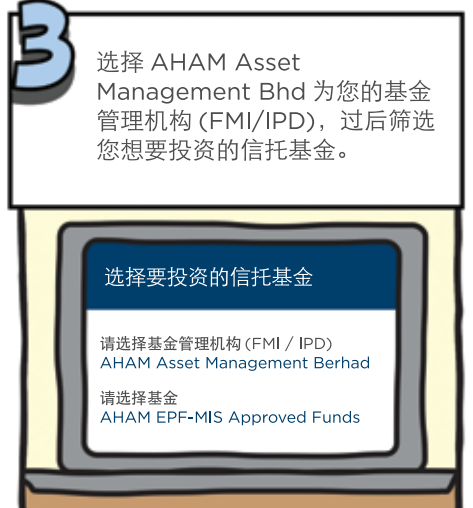 3
选择 AHAM Asset
Management Bhd 为您的基金
管理机构 (FMI/IPD)，过后筛选
您想要投资的信托基金。
选择要投资的信托基金
请选择基金管理机构 (FMI / IPD)
AHAM Asset Management Berhad
请选择基金
AHAM EPF-MIS Approved Funds